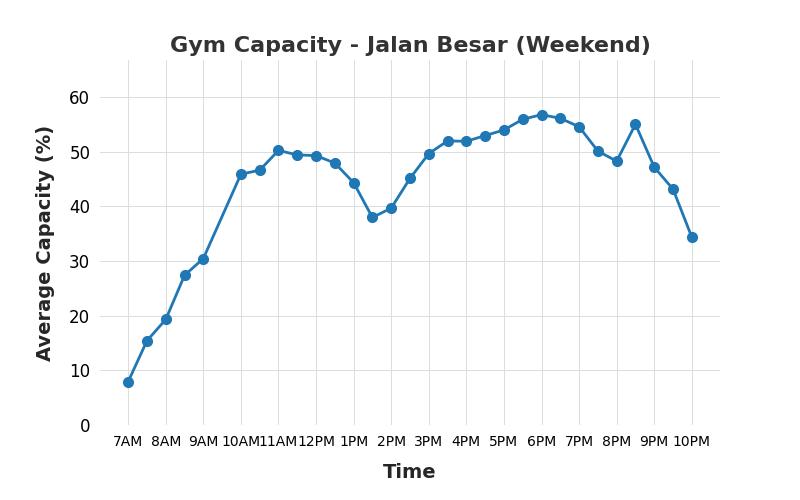 Gym Capacity - Jalan Besar (Weekend)
Average Capacity (%)
60
50
40
30
20
10
0
7AM 8AM 9AM 10AM 11AM 12PM 1PM 2PM 3PM 4PM 5PM 6PM 7PM 8PM 9PM 10PM
Time